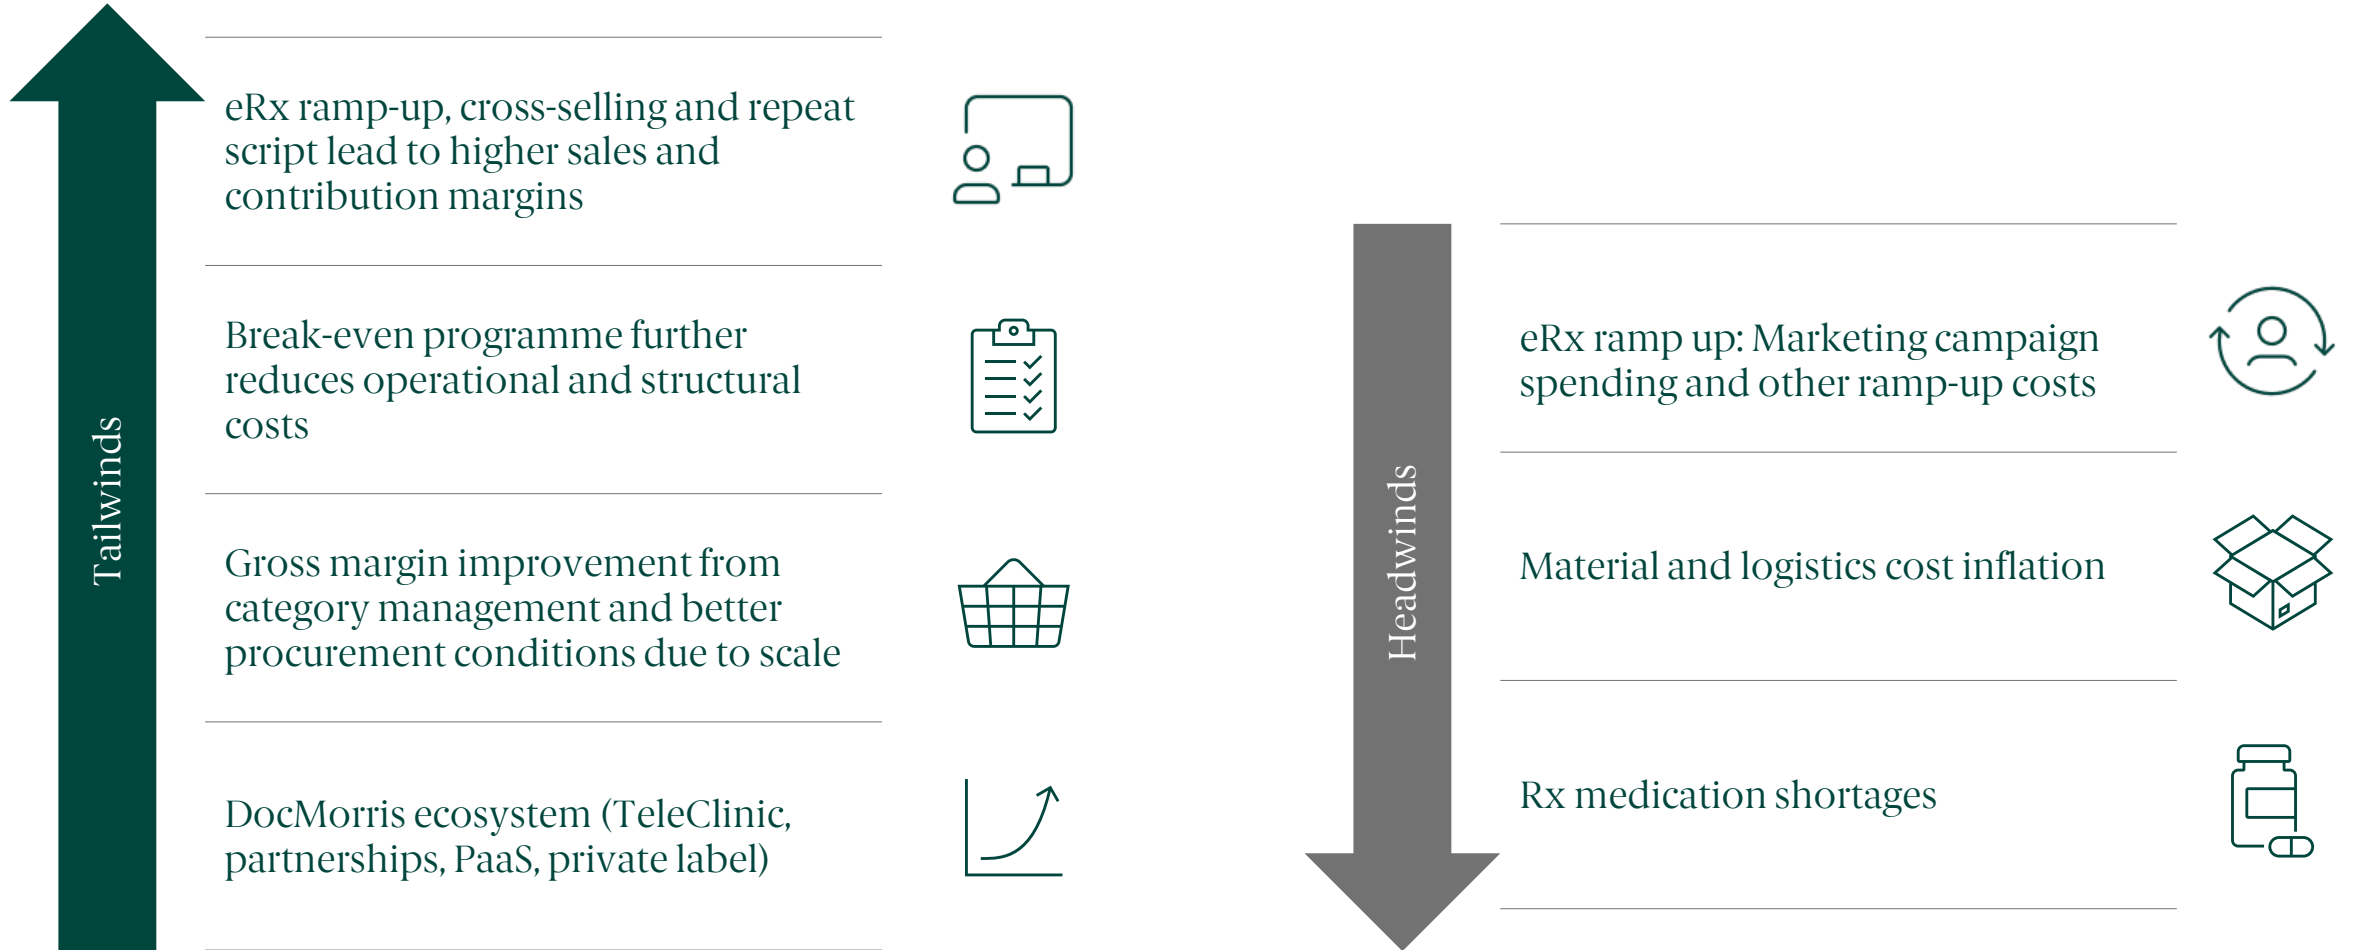 Tailwinds
eRx ramp-up, cross-selling and repeat
script lead to higher sales and
contribution margins
Break-even programme further
reduces operational and structural
costs
Gross margin improvement from
category management and better
procurement conditions due to scale
DocMorris ecosystem (TeleClinic,
partnerships, PaaS, private label)
Headwinds
eRx ramp up: Marketing campaign
spending and other ramp-up costs
Material and logistics cost inflation
Rx medication shortages